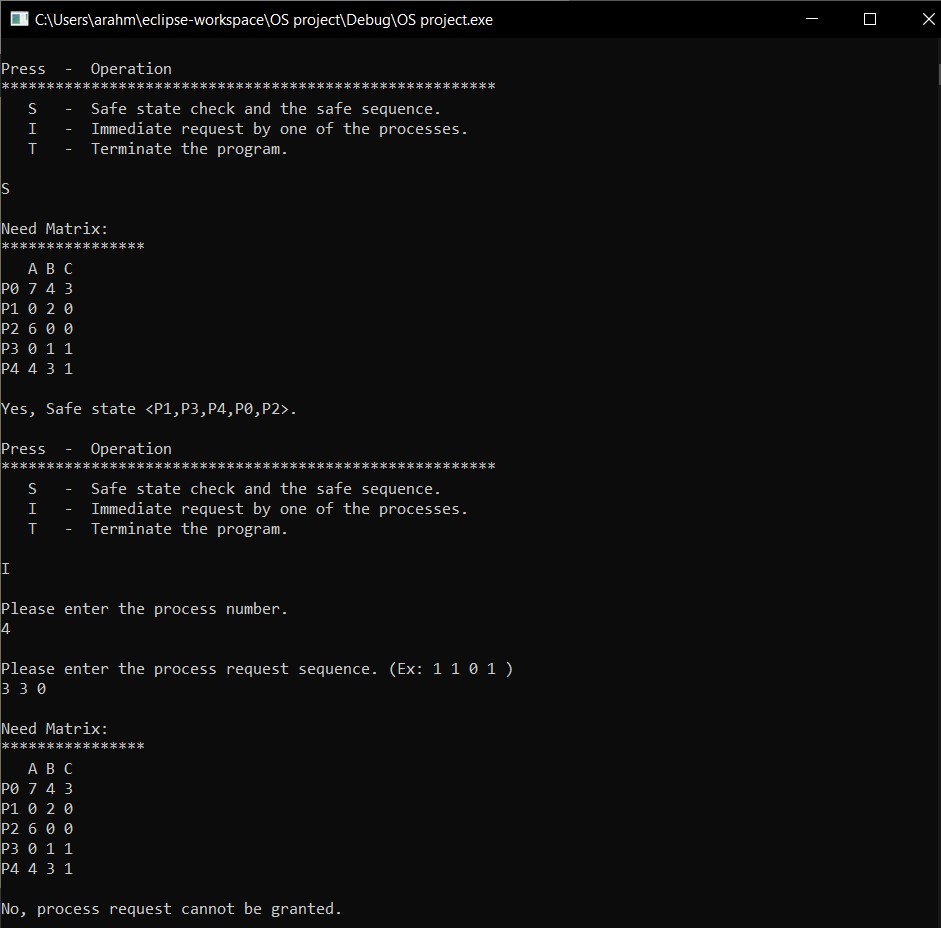 C:\Users\arahm\eclipse-workspace\OS project\Debug\OS project.exe
Press  -  Operation
*******************************************************
   S   -  Safe state check and the safe sequence.
   I   -  Immediate request by one of the processes.
   T   -  Terminate the program.
S
Need Matrix:
****************
   A B C
P0 7 4 3
P1 0 2 0
P2 6 0 0
P3 0 1 1
P4 4 3 1
Yes, Safe state <P1,P3,P4,P0,P2>.
Press  -  Operation
*******************************************************
   S   -  Safe state check and the safe sequence.
   I   -  Immediate request by one of the processes.
   T   -  Terminate the program.
I
Please enter the process number.
4
Please enter the process request sequence. (Ex: 1 1 0 1 )
3 3 0
Need Matrix:
****************
   A B C
P0 7 4 3
P1 0 2 0
P2 6 0 0
P3 0 1 1
P4 4 3 1
No, process request cannot be granted.